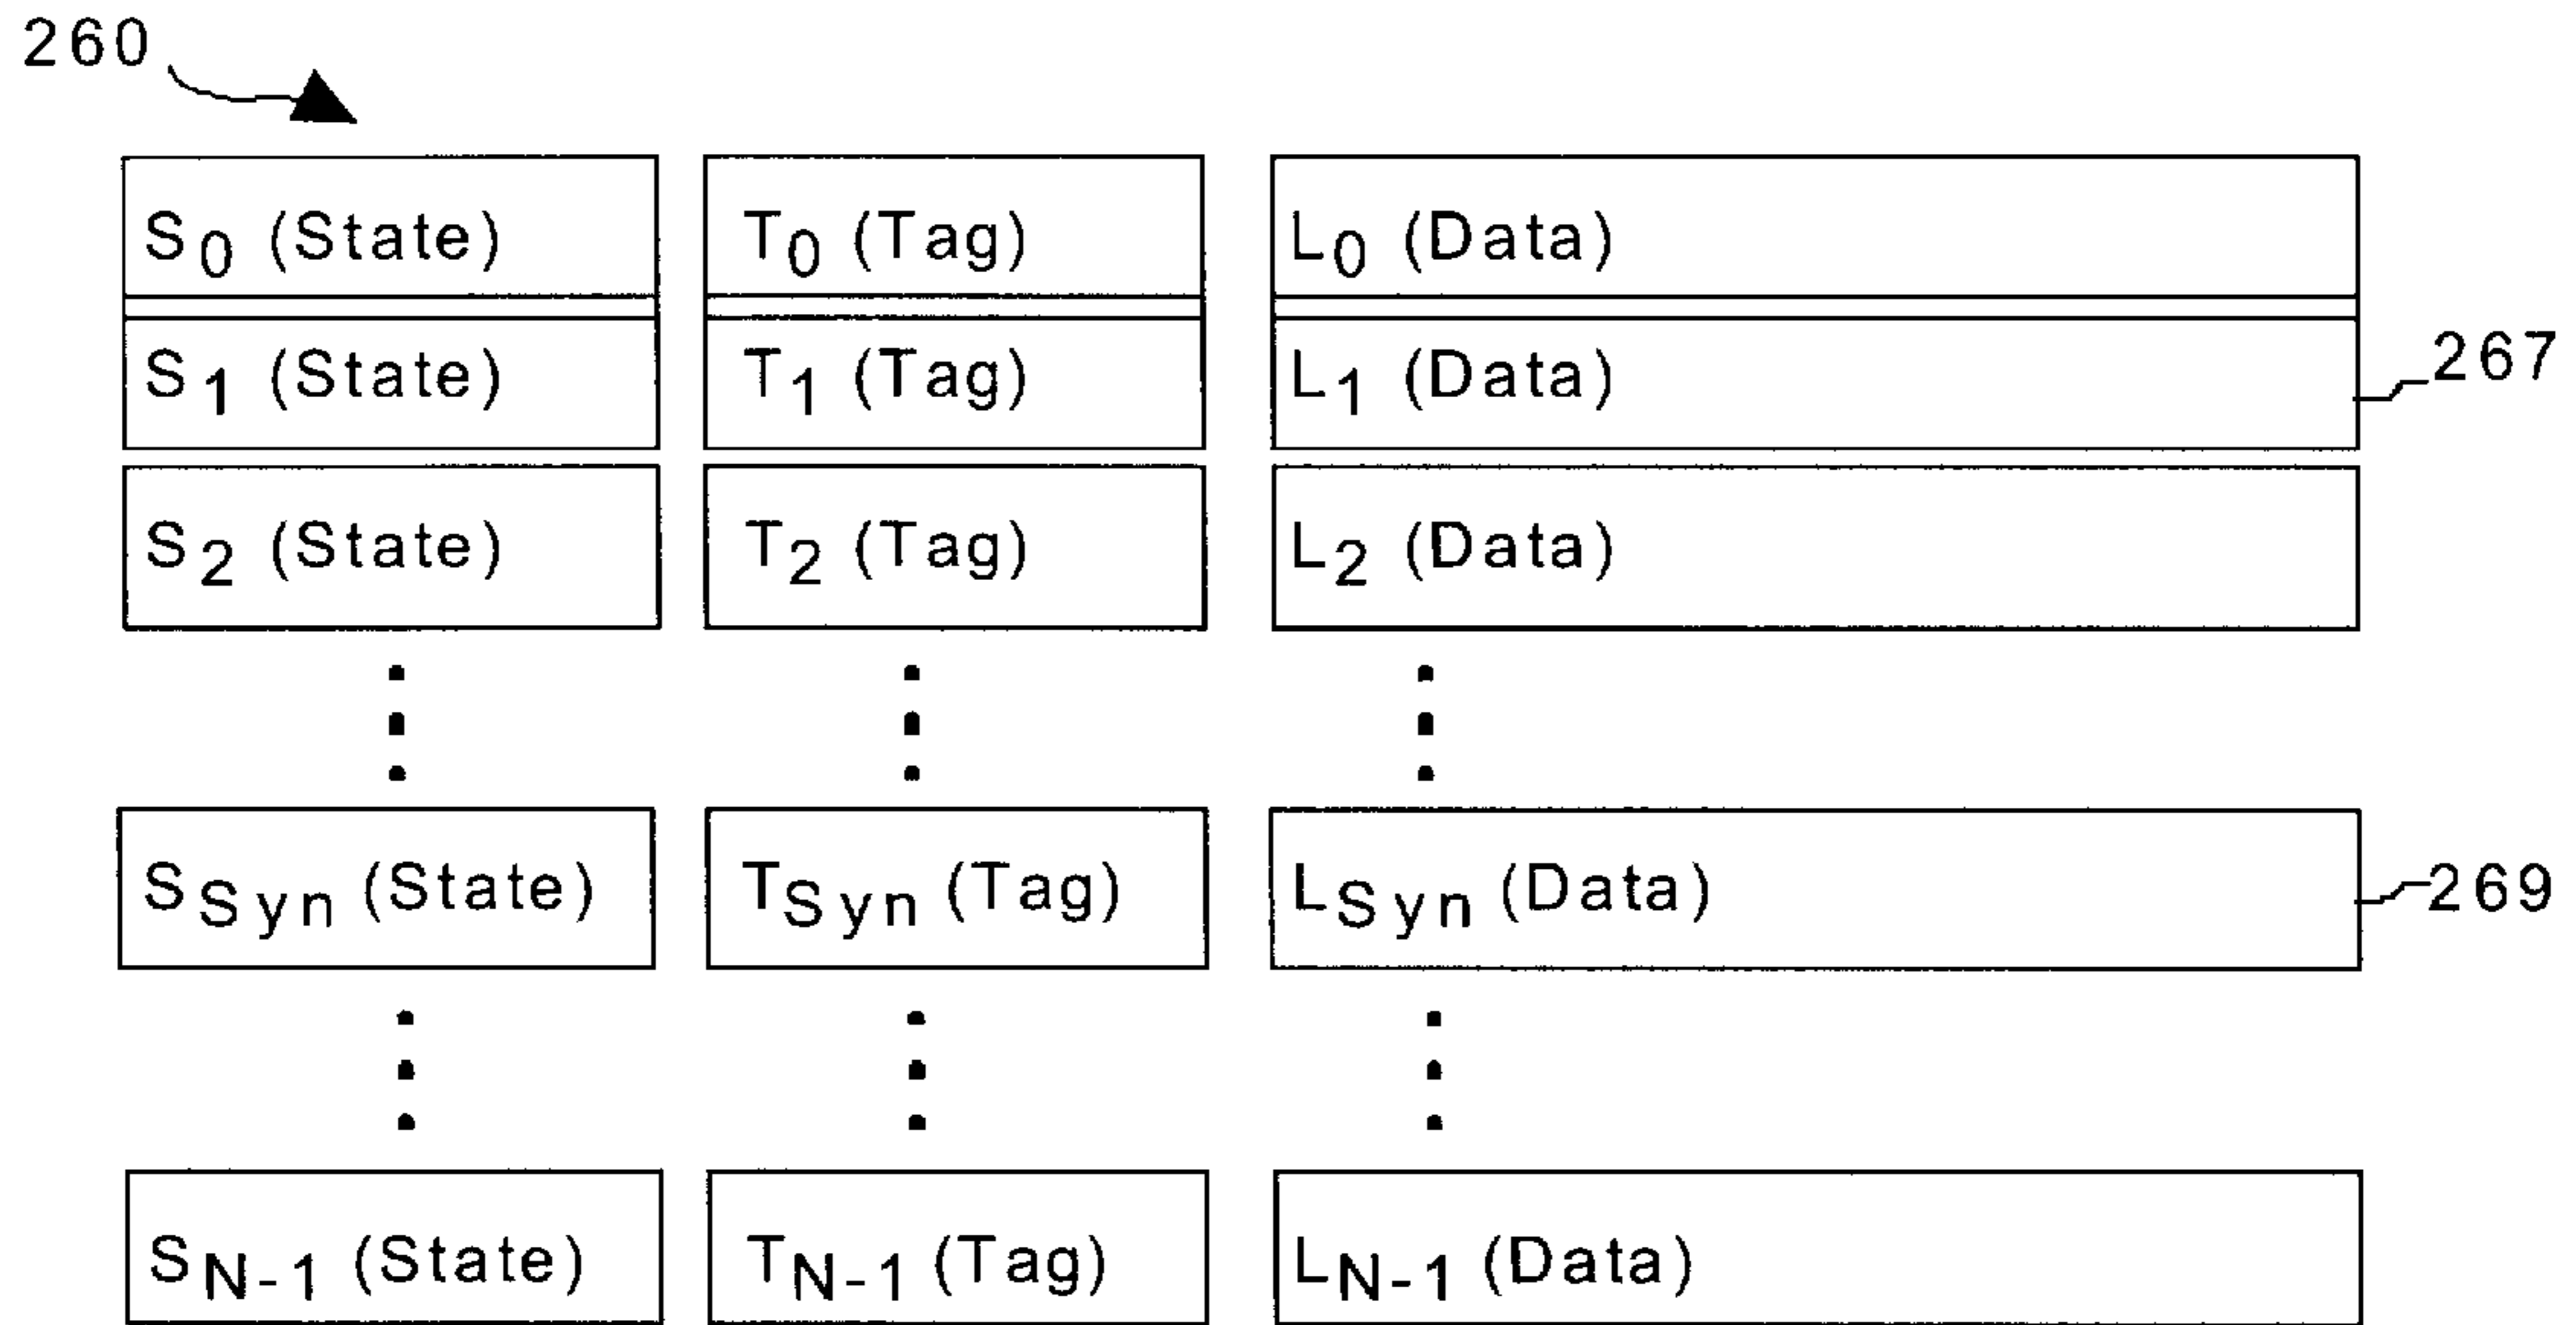 260
S0 (State) T0 (Tag) L0 (Data)
S1 (State) T1 (Tag) L1 (Data) 267
S2 (State) T2 (Tag) L2 (Data)
SSyn (State) TSyn (Tag) LSyn (Data) 269
SN-1 (State) TN-1 (Tag) LN-1 (Data)